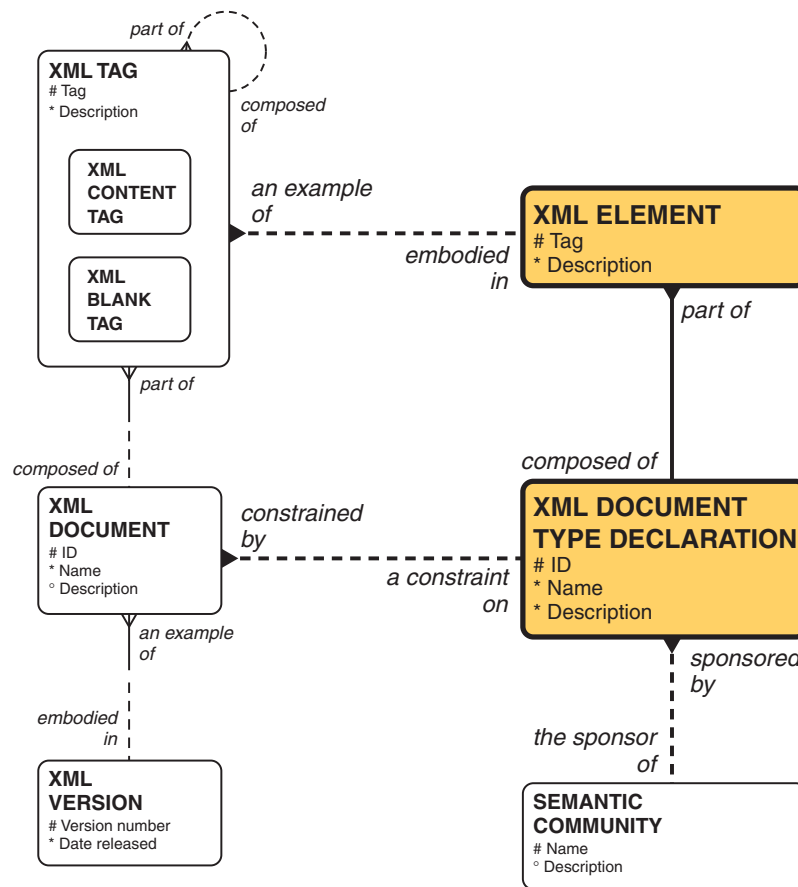 part of
XML TAG
# Tag
* Description
composed
of
XML
CONTENT
TAG
XML
BLANK
TAG
an example
of
embodied
in
XML ELEMENT
# Tag
* Description
part of
part of
composed of
composed of
XML
DOCUMENT
# ID
* Name
° Description
constrained
by
a constraint
on
XML DOCUMENT
TYPE DECLARATION
# ID
* Name
* Description
an example
of
sponsored
by
embodied
in
the sponsor
of
XML
VERSION
# Version number
* Date released
SEMANTIC
COMMUNITY
# Name
° Description